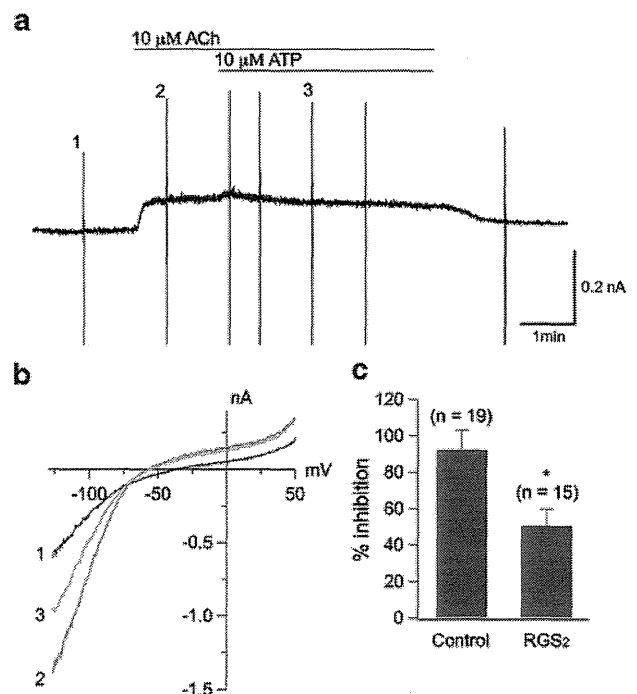 a
10 μM ACh
10 μM ATP
2
3
1
0.2 nA
1min
b
nA
mV
-100
-50
50
-0.5
-1.0
-1.5
1
3
2
c
120
100
80
60
40
20
0
% inhibition
(n = 19)
*
(n = 15)
Control
RGS2